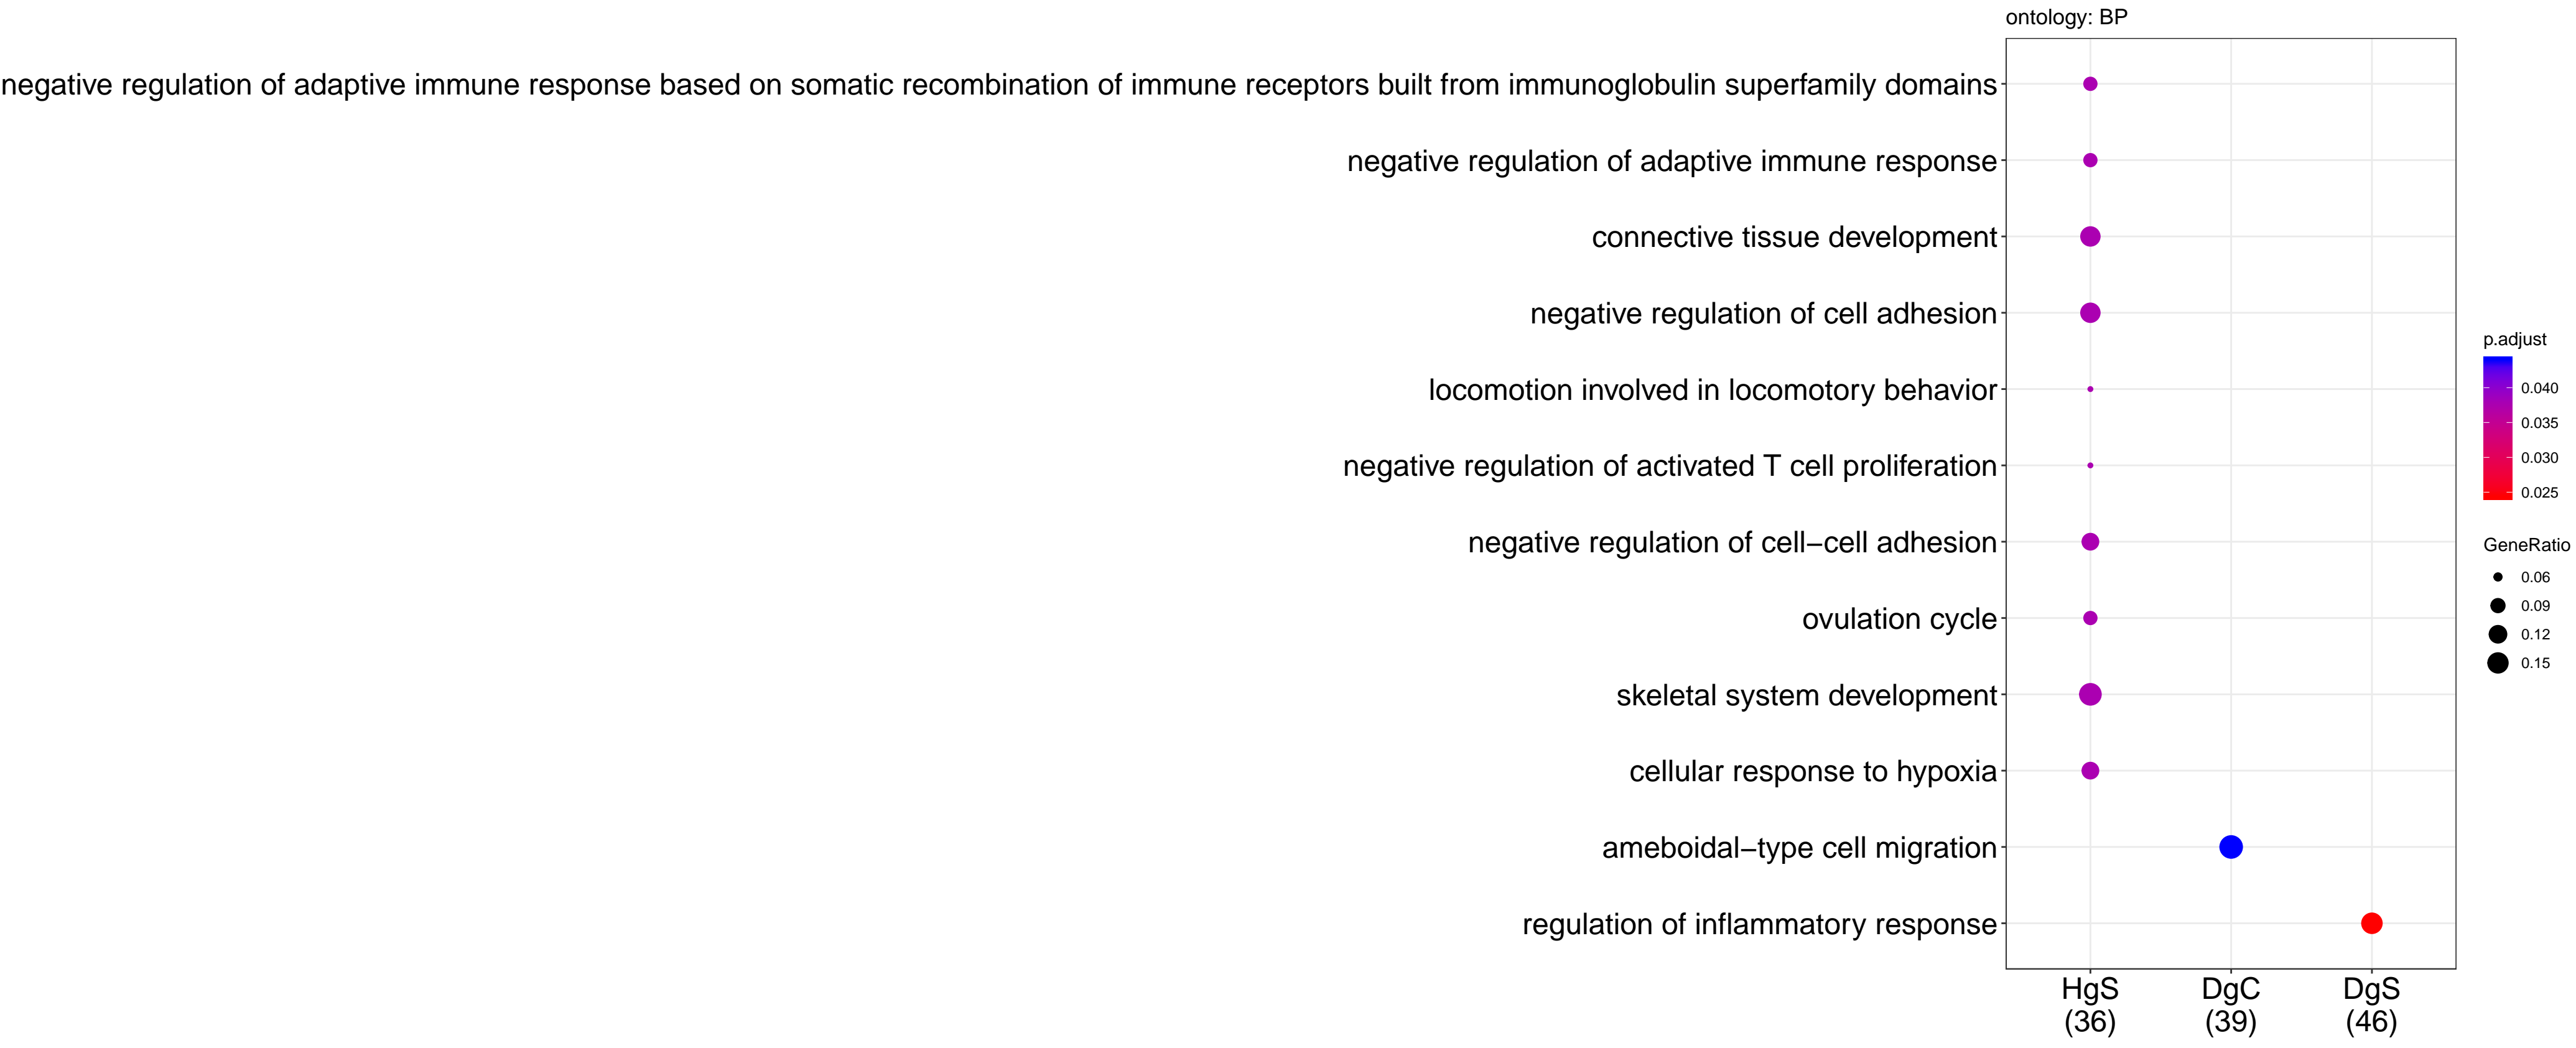 ontology: BP
negative regulation of adaptive immune response based on somatic recombination of immune receptors built from immunoglobulin superfamily domains
negative regulation of adaptive immune response
connective tissue development
negative regulation of cell adhesion
locomotion involved in locomotory behavior
negative regulation of activated T cell proliferation
negative regulation of cell−cell adhesion
ovulation cycle
skeletal system development
cellular response to hypoxia
ameboidal−type cell migration
regulation of inflammatory response
HgS
(36)
DgC
(39)
DgS
(46)
p.adjust
0.040
0.035
0.030
0.025
GeneRatio
0.06
0.09
0.12
0.15